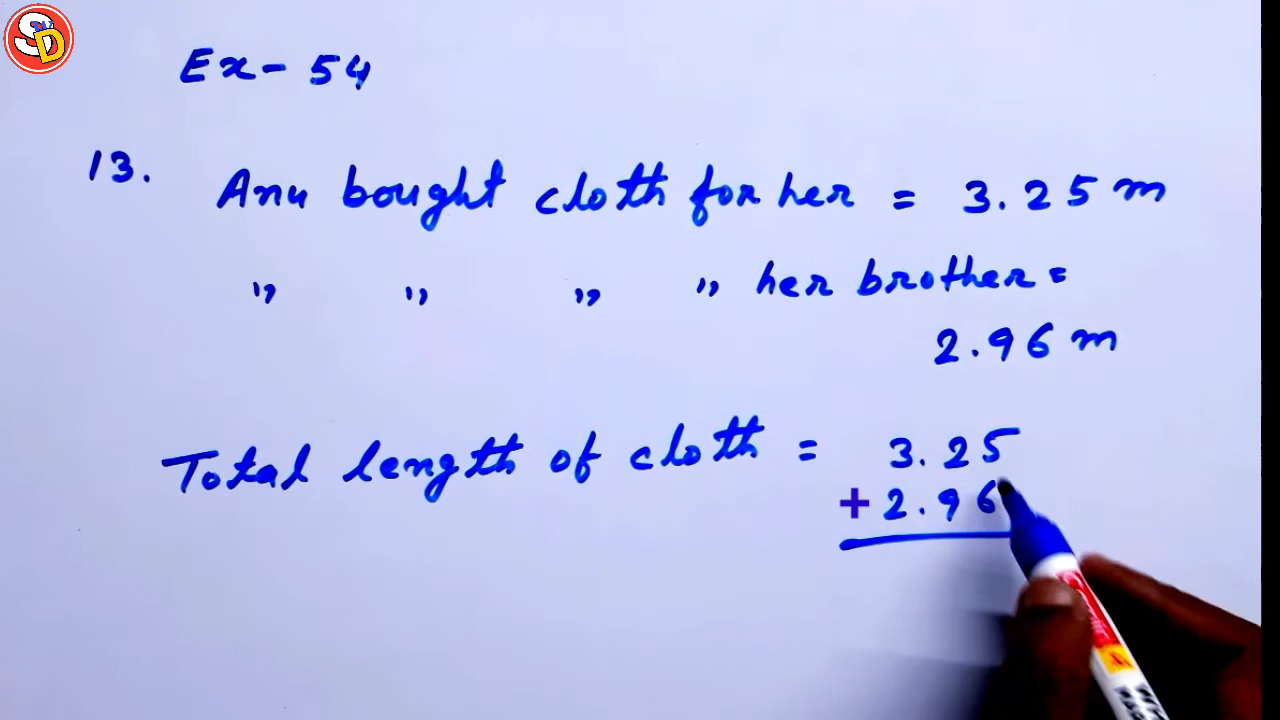 SD
Ex - 54
13. Anu bought cloth for her = 3.25 m
" " " " her brother =
2.96 m
Total length of cloth = 3.25
+ 2.96